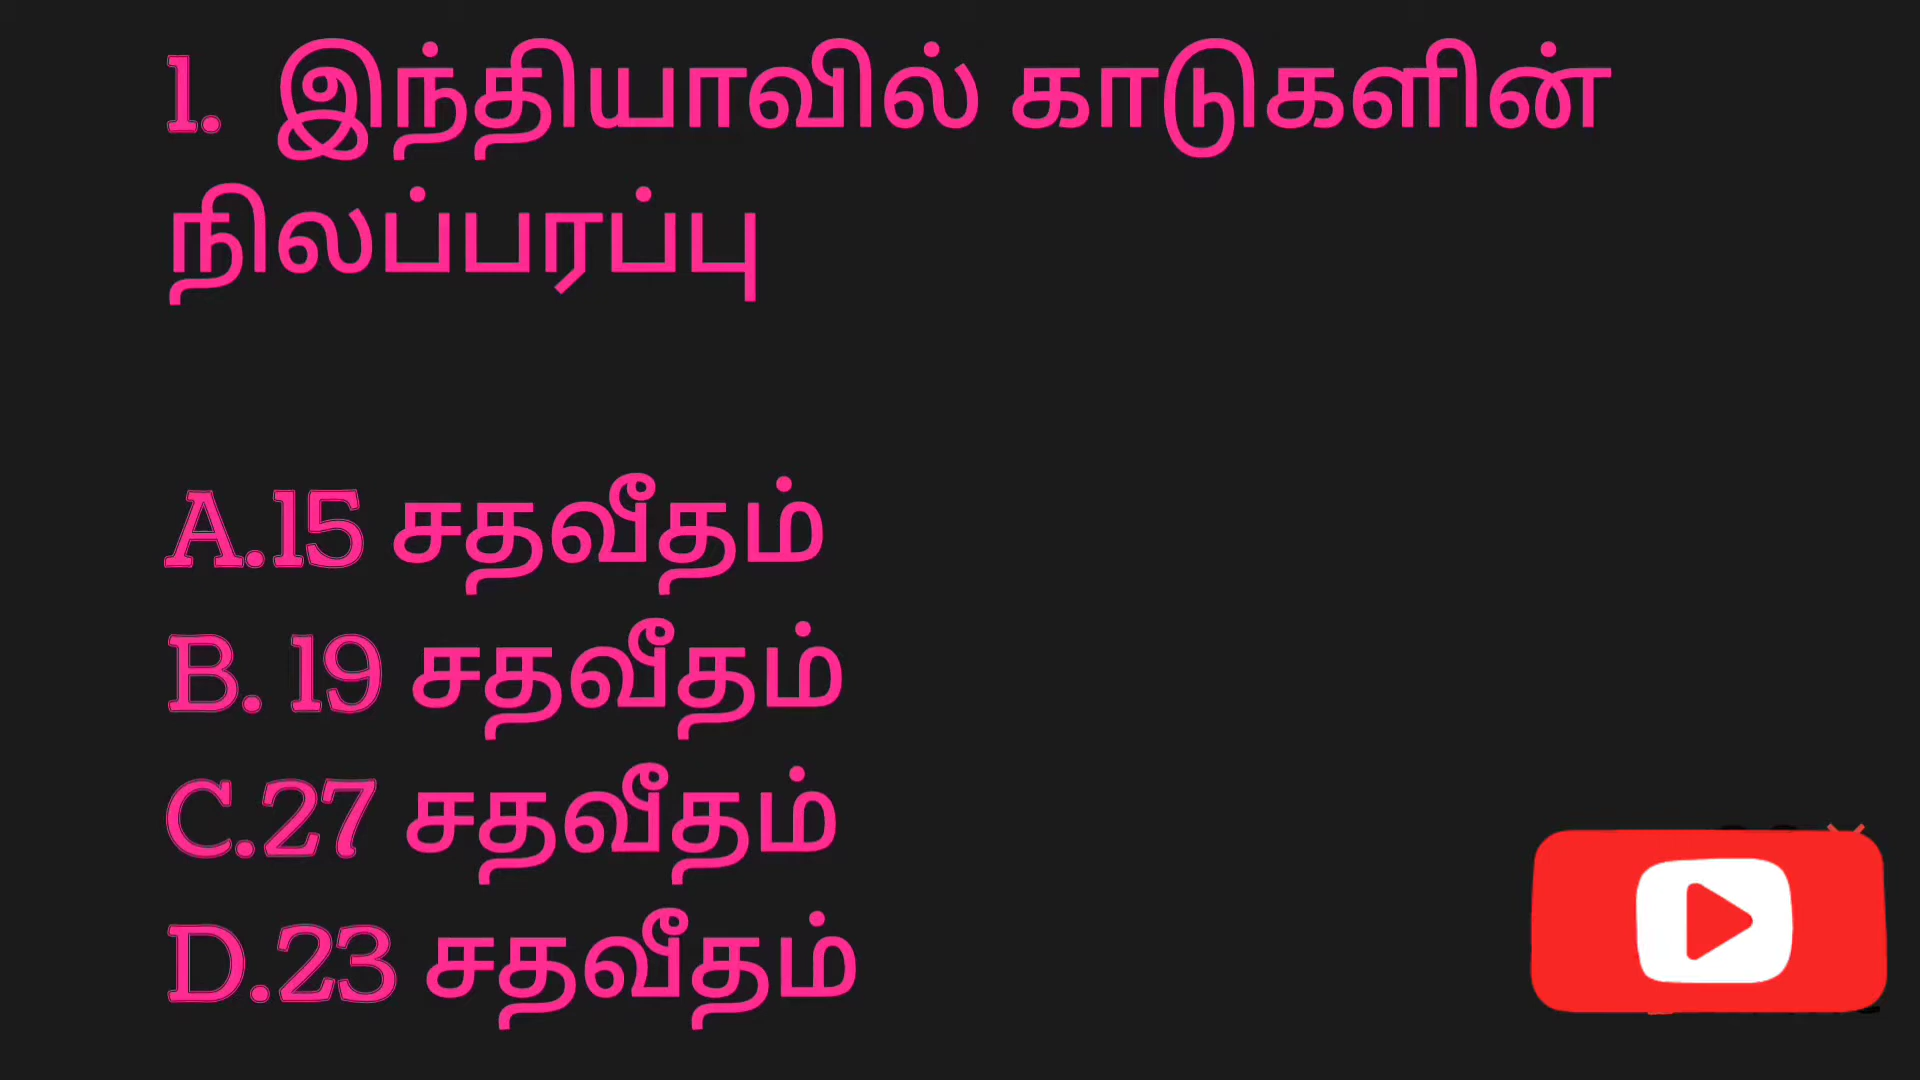 1. இந்தியாவில் காடுகளின்
நிலப்பரப்பு
A.15 சதவீதம்
B. 19 சதவீதம்
C.27 சதவீதம்
D.23 சதவீதம்